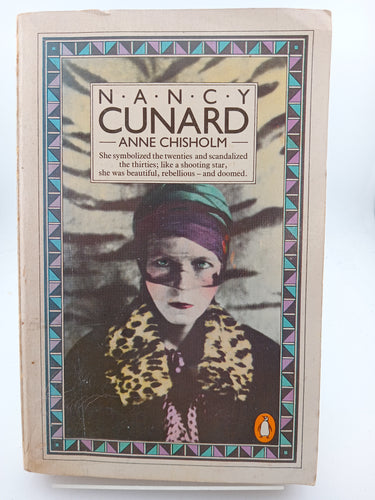 N·A·N·C·Y
CUNARD
—ANNE CHISHOLM—
She symbolized the twenties and scandalized
the thirties; like a shooting star,
she was beautiful, rebellious – and doomed.